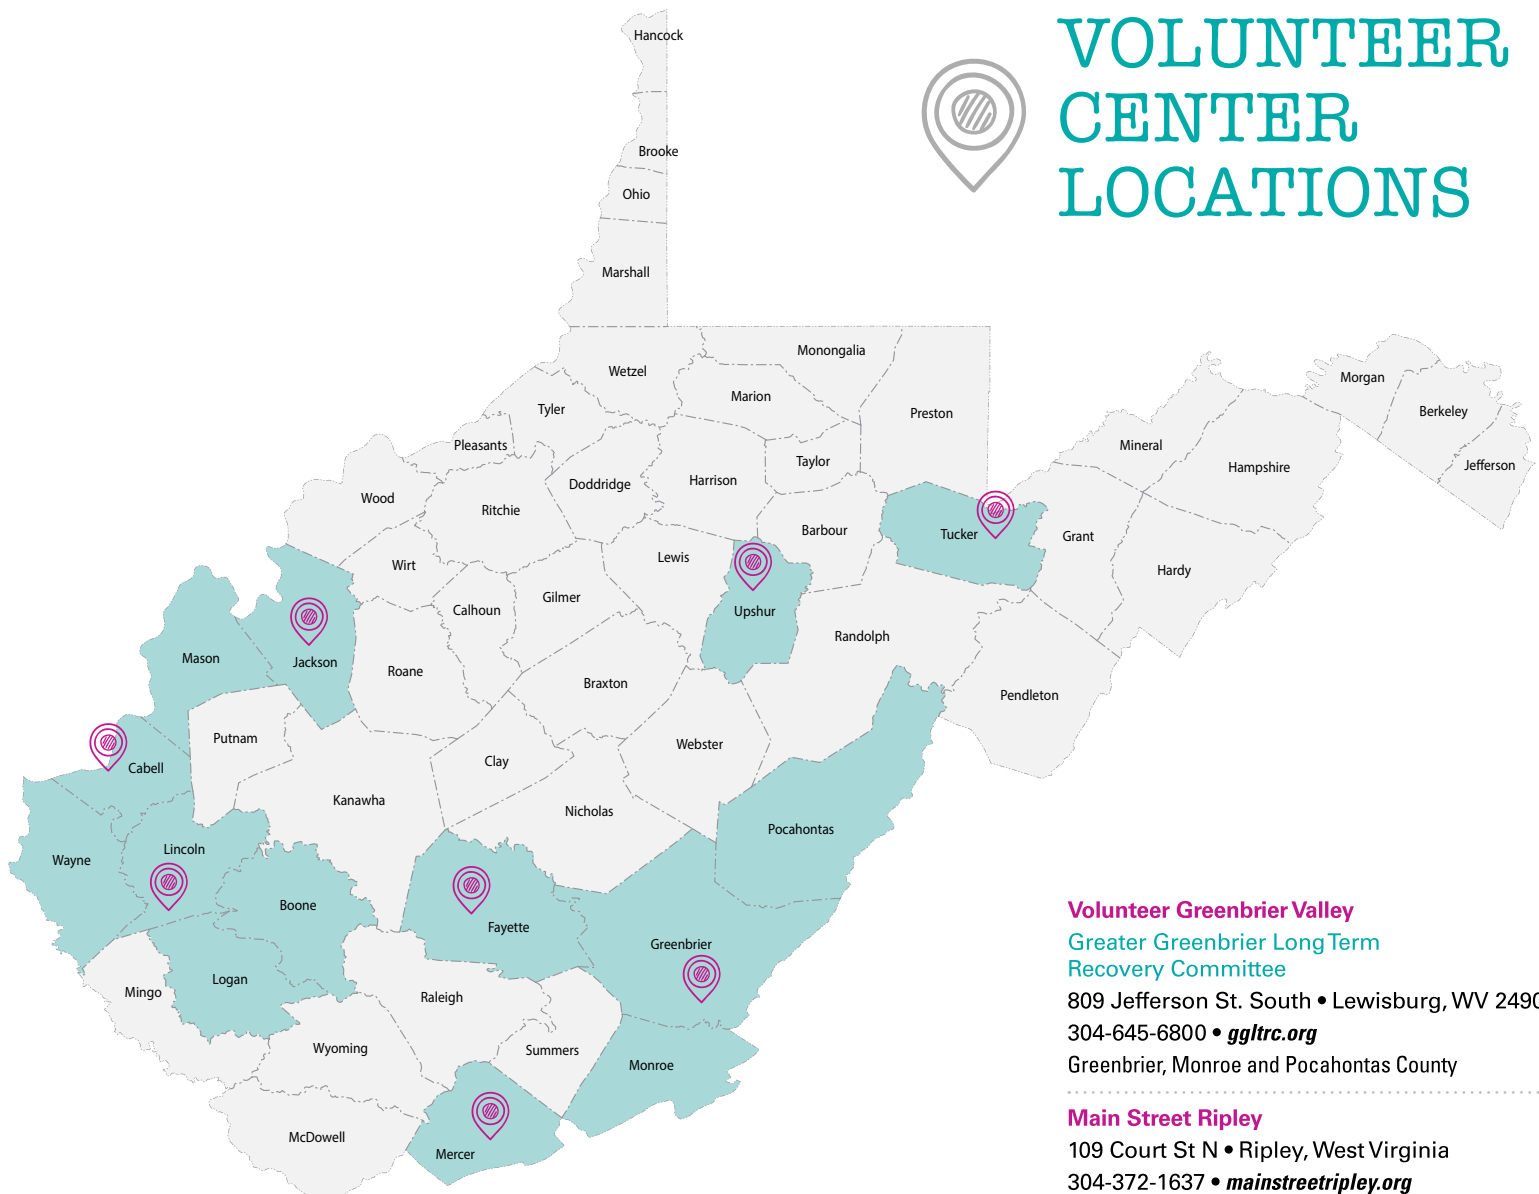 VOLUNTEER
CENTER
LOCATIONS
Hancock
Brooke
Ohio
Marshall
Wetzel
Monongalia
Marion
Preston
Tyler
Pleasants
Doddridge
Harrison
Taylor
Morgan
Berkeley
Jefferson
Mineral
Hampshire
Wood
Ritchie
Barbour
Tucker
Grant
Hardy
Wirt
Lewis
Calhoun
Gilmer
Upshur
Randolph
Mason
Jackson
Roane
Braxton
Pendleton
Putnam
Webster
Cabell
Clay
Kanawha
Nicholas
Pocahontas
Wayne
Lincoln
Boone
Fayette
Greenbrier
Logan
Mingo
Raleigh
Wyoming
Summers
Monroe
McDowell
Mercer
Volunteer Greenbrier Valley
Greater Greenbrier Long Term
Recovery Committee
809 Jefferson St. South • Lewisburg, WV 2490
304-645-6800 • ggltrc.org
Greenbrier, Monroe and Pocahontas County
Main Street Ripley
109 Court St N • Ripley, West Virginia
304-372-1637 • mainstreetripley.org